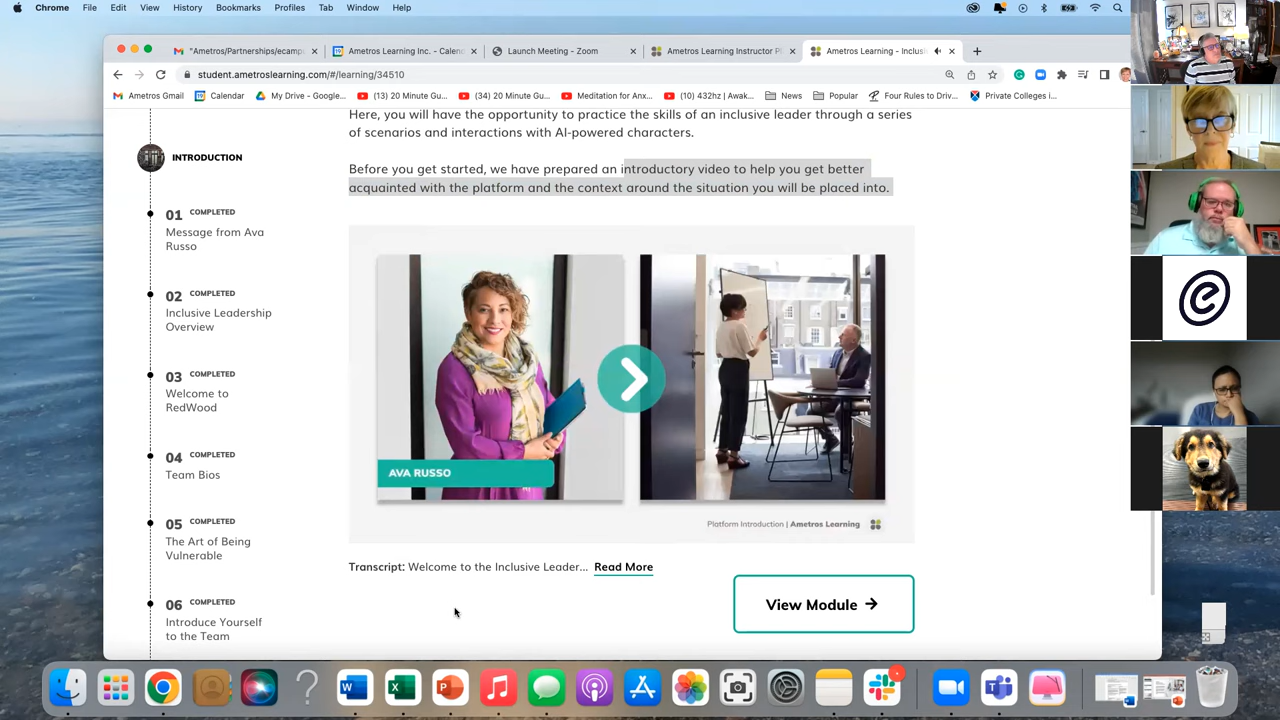 Chrome File Edit View History Bookmarks Profiles Tab Window Help
"Ametros/Partnerships/ecamp
Ametros Learning Inc. - Calend
Launch Meeting - Zoom
Ametros Learning Instructor Pl
Ametros Learning - Inclusi
student.ametroslearning.com/#/learning/34510
Ametros Gmail
Calendar
My Drive - Google...
(13) 20 Minute Gu...
(34) 20 Minute Gu...
Meditation for Anx...
(10) 432hz | Awak...
News
Popular
Four Rules to Driv...
Private Colleges i...
Here, you will have the opportunity to practice the skills of an inclusive leader through a series
of scenarios and interactions with AI-powered characters.
Before you get started, we have prepared an introductory video to help you get better
acquainted with the platform and the context around the situation you will be placed into.
INTRODUCTION
01 COMPLETED
Message from Ava
Russo
02 COMPLETED
Inclusive Leadership
Overview
03 COMPLETED
Welcome to
RedWood
04 COMPLETED
Team Bios
05 COMPLETED
The Art of Being
Vulnerable
06 COMPLETED
Introduce Yourself
to the Team
AVA RUSSO
Platform Introduction | Ametros Learning
Transcript: Welcome to the Inclusive Leader... Read More
View Module